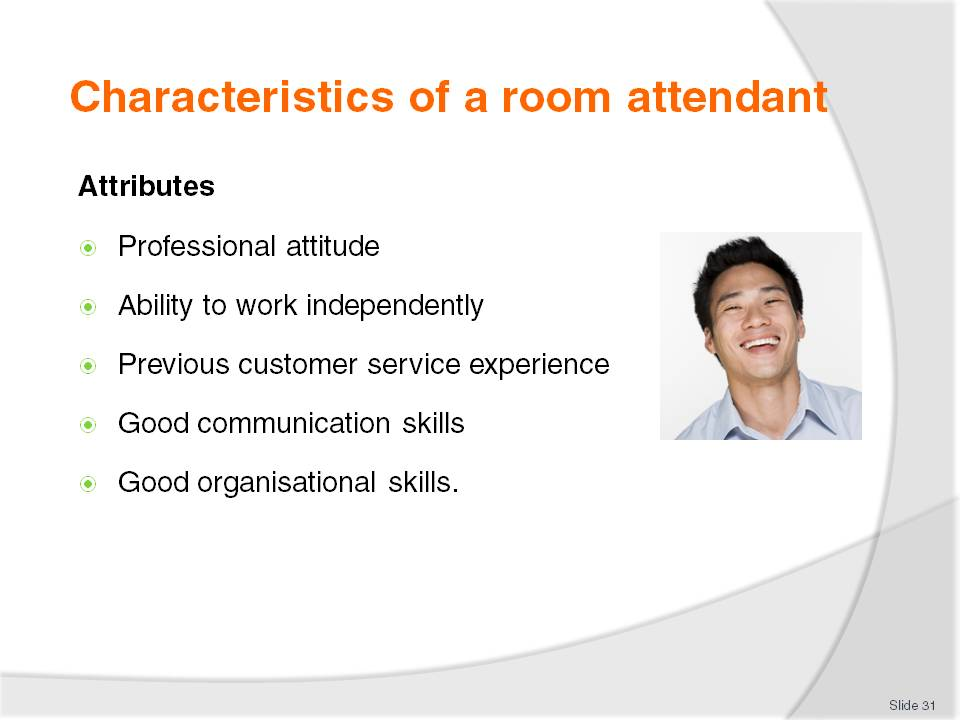 Characteristics of a room attendant
Attributes
Professional attitude
Ability to work independently
Previous customer service experience
Good communication skills
Good organisational skills.
Slide 31